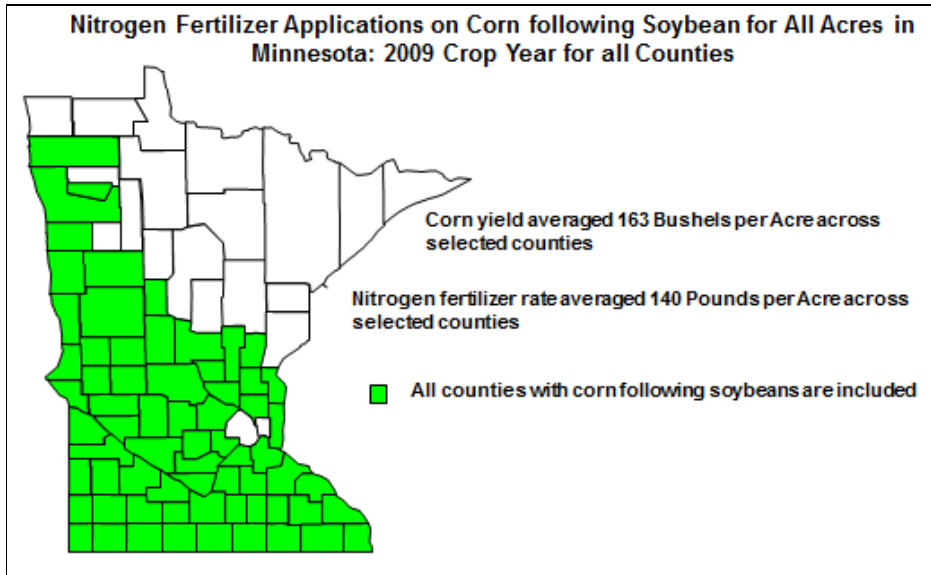 Nitrogen Fertilizer Applications on Corn following Soybean for All Acres in
Minnesota: 2009 Crop Year for all Counties
Corn yield averaged 163 Bushels per Acre across
selected counties
Nitrogen fertilizer rate averaged 140 Pounds per Acre across
selected counties
All counties with corn following soybeans are included